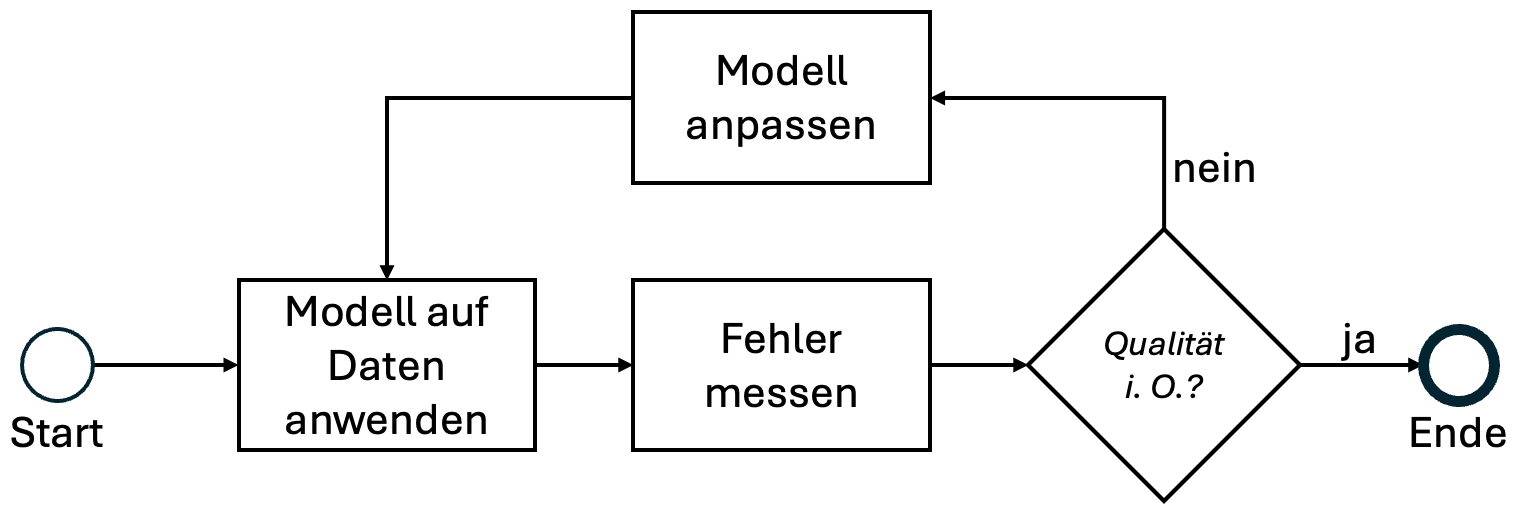 Modell
anpassen
nein
Modell auf
Daten
anwenden
Fehler
messen
Qualität
i. O.?
ja
Start
Ende